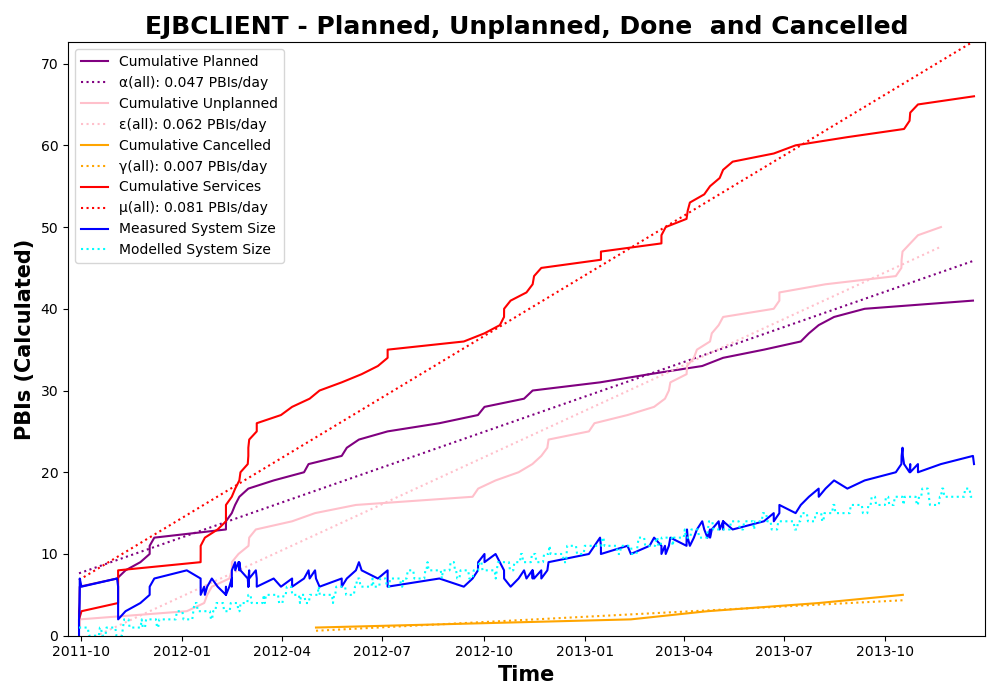 EJBCLIENT - Planned, Unplanned, Done  and Cancelled
Cumulative Planned
α(all): 0.047 PBIs/day
Cumulative Unplanned
ε(all): 0.062 PBIs/day
Cumulative Cancelled
γ(all): 0.007 PBIs/day
Cumulative Services
μ(all): 0.081 PBIs/day
Measured System Size
Modelled System Size
PBIs (Calculated)
70
60
50
40
30
20
10
0
2011-10 2012-01 2012-04 2012-07 2012-10 2013-01 2013-04 2013-07 2013-10
Time